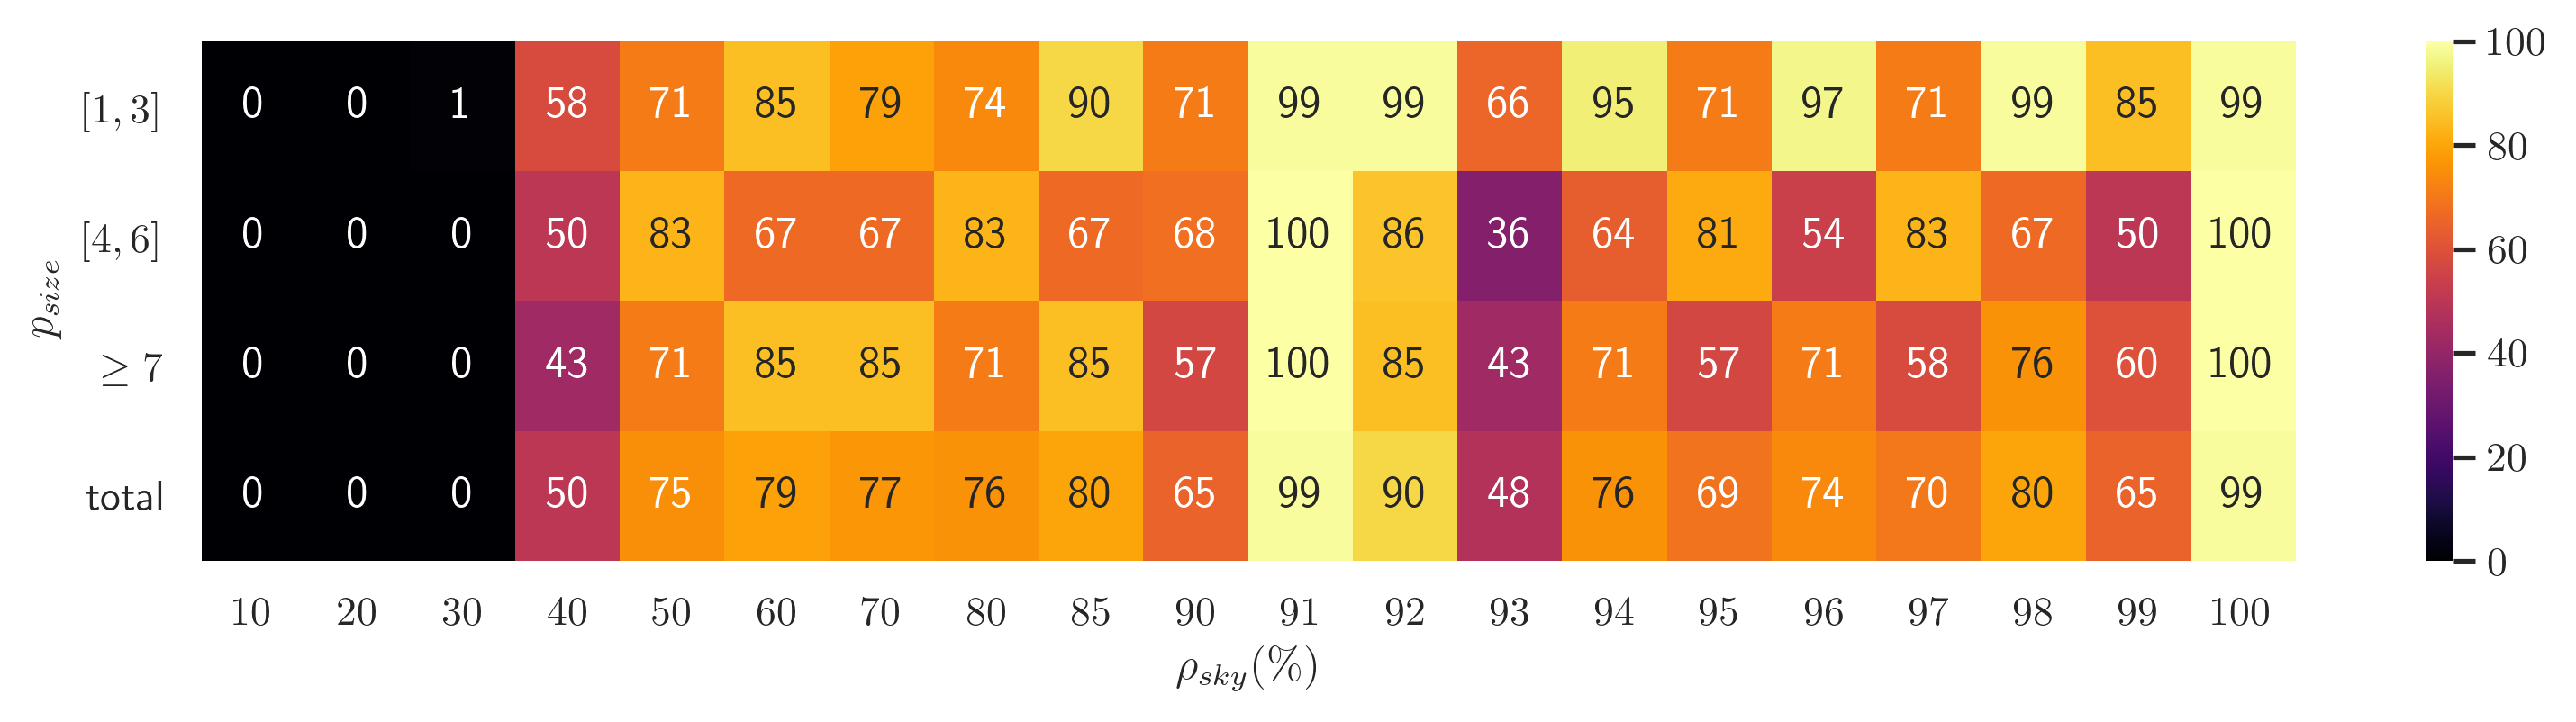 [1, 3] 0 0 1 58 71 85 79 74 90 71 99 99 66 95 71 97 71 99 85 99
[4, 6] 0 0 0 50 83 67 67 83 67 68 100 86 36 64 81 54 83 67 50 100
≥ 7 0 0 0 43 71 85 85 71 85 57 100 85 43 71 57 71 58 76 60 100
total 0 0 0 50 75 79 77 76 80 65 99 90 48 76 69 74 70 80 65 99
p_size
10 20 30 40 50 60 70 80 85 90 91 92 93 94 95 96 97 98 99 100
ρ_sky(%)
100
80
60
40
20
0